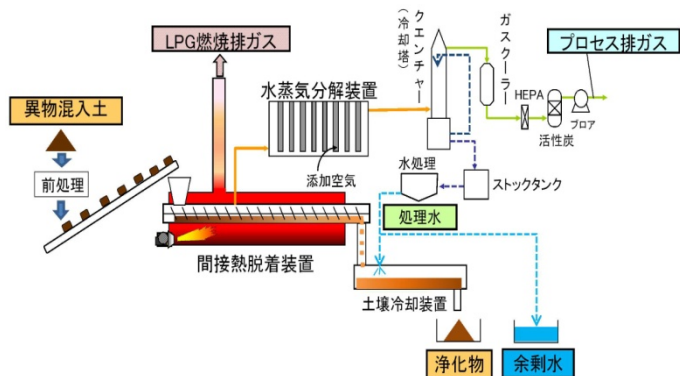 LPG燃焼排ガス
クエンチャー
（冷却塔）
ガスクーラー
プロセス排ガス
異物混入土
水蒸気分解装置
HEPA
活性炭
ブロア
前処理
添加空気
水処理
ストックタンク
処理水
間接熱脱着装置
土壌冷却装置
浄化物
余剰水